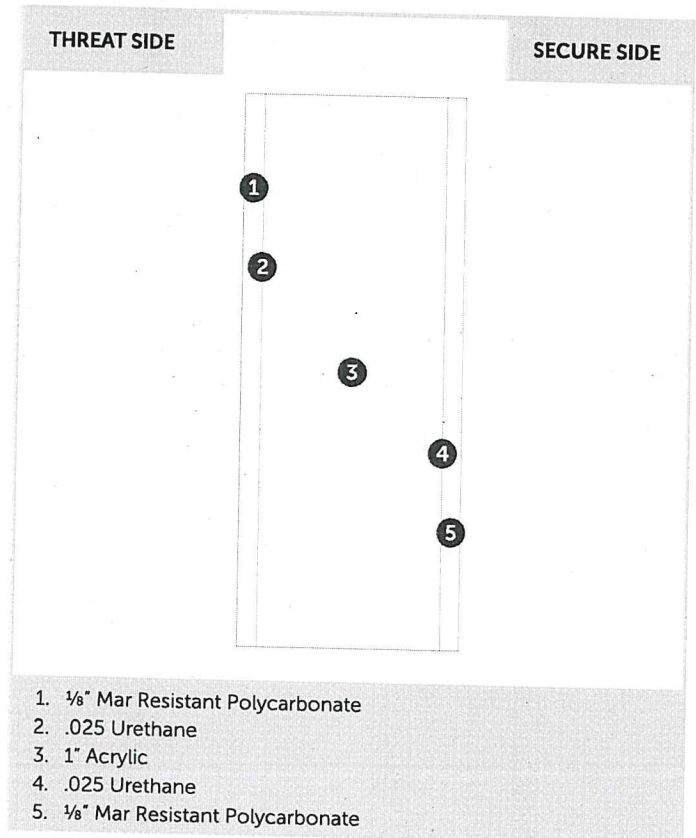 THREAT SIDE
SECURE SIDE
1
2
3
4
5
1. ⅛" Mar Resistant Polycarbonate
2. .025 Urethane
3. 1" Acrylic
4. .025 Urethane
5. ⅛" Mar Resistant Polycarbonate